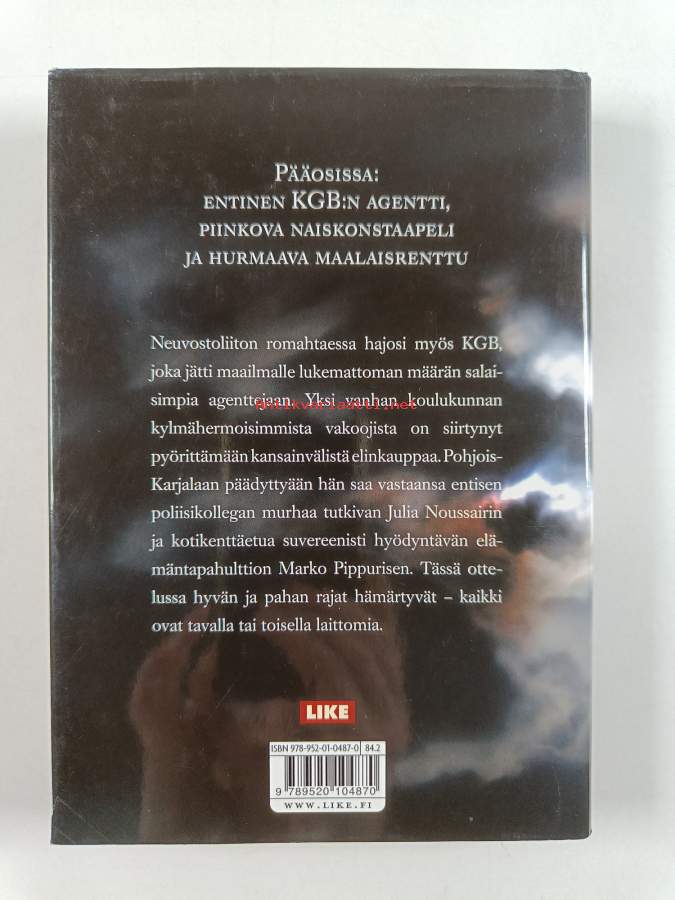 PÄÄOSISSA:
ENTINEN KGB:N AGENTTI,
PIINKOVA NAISKONSTAAPELI
JA HURMAAVA MAALAISRENTTU
Neuvostoliiton romahtaessa hajosi myös KGB,
joka jätti maailmalle lukemattoman määrän salai-
simpia agenttejaan. Yksi vanhan koulukunnan
Antikvariaatti.net
kylmähermoisimmista vakoojista on siirtynyt
pyörittämään kansainvälistä elinkauppaa. Pohjois-
Karjalaan päädyttyään hän saa vastaansa entisen
poliisikollegan murhaa tutkivan Julia Noussairin
ja kotikenttäetua suvereenisti hyödyntävän elä-
mäntapahulttion Marko Pippurisen. Tässä otte-
lussa hyvän ja pahan rajat hämärtyvät – kaikki
ovat tavalla tai toisella laittomia.
LIKE
ISBN 978-952-01-0487-0 84.2
9 789520 104870
WWW.LIKE.FI